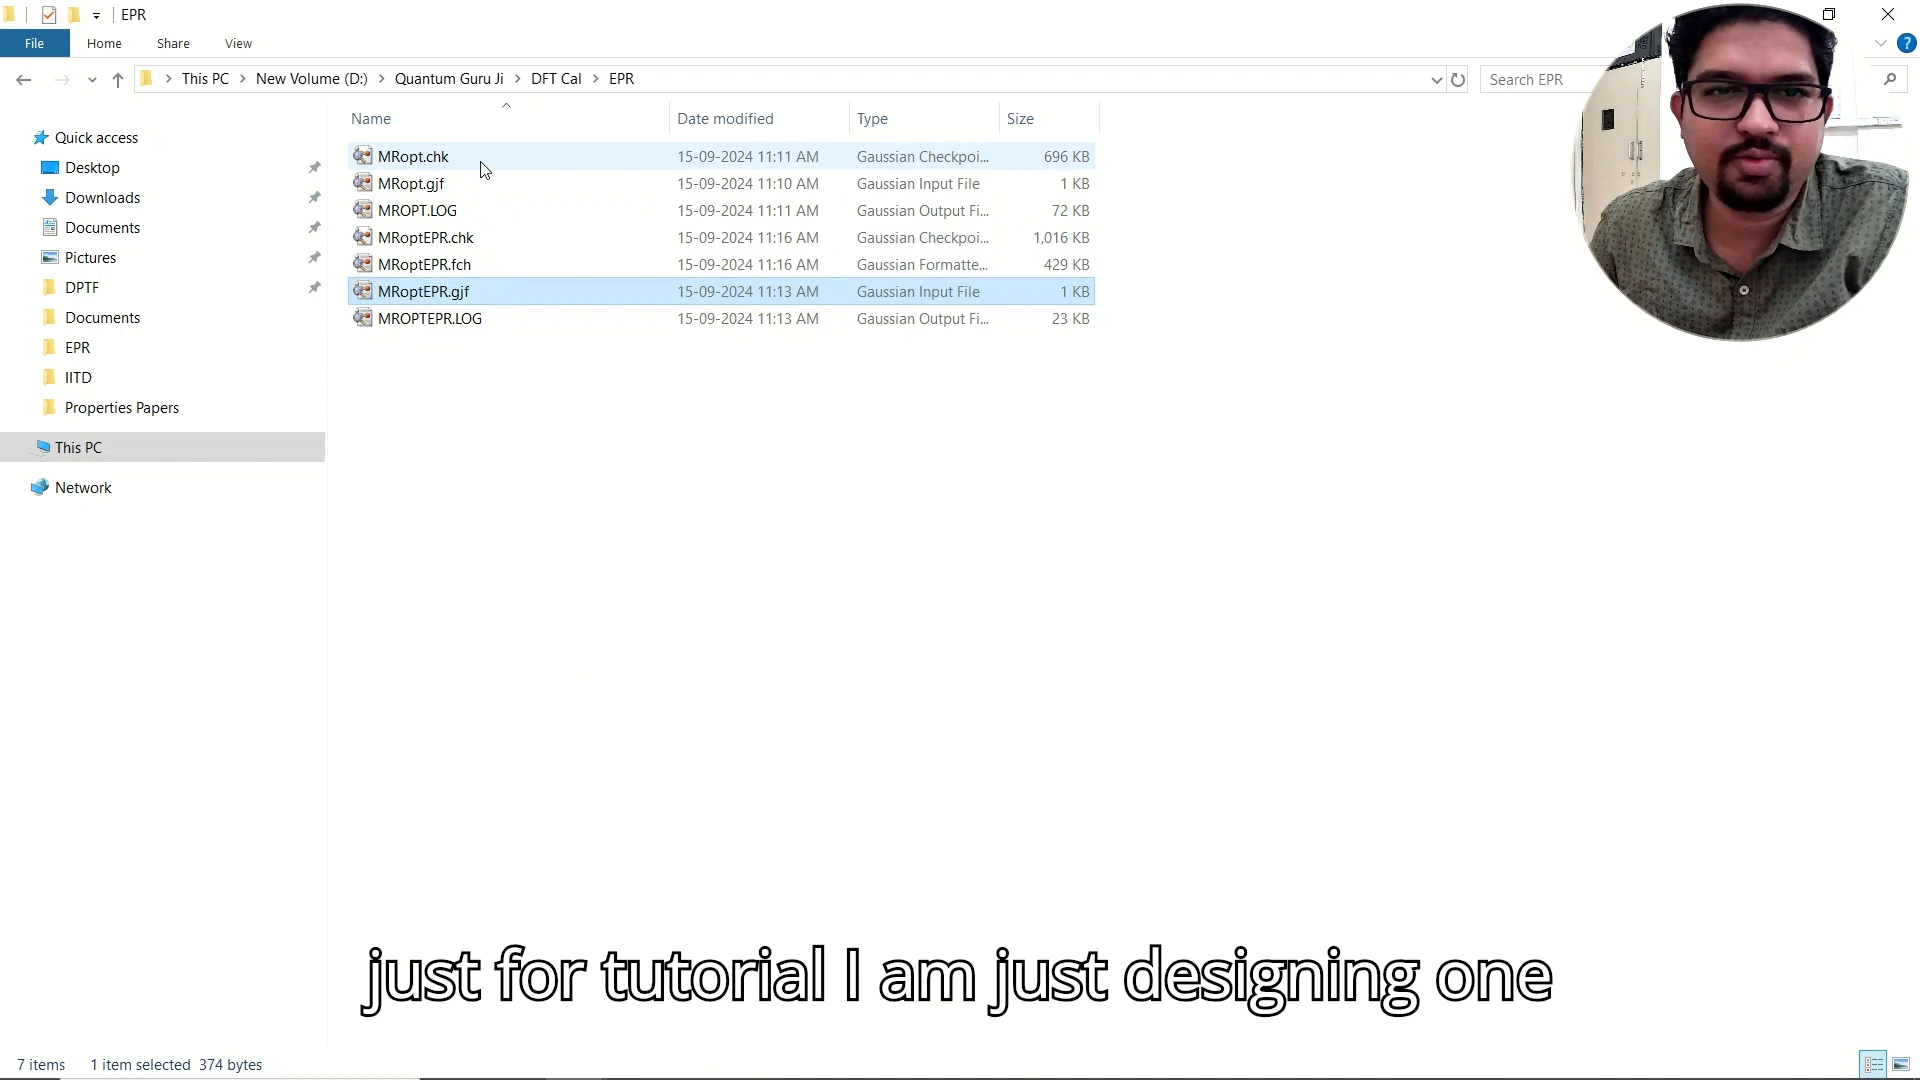 EPR
File Home Share View
This PC New Volume (D:) Quantum Guru Ji DFT Cal EPR
Search EPR
Name Date modified Type Size
Quick access
Desktop
Downloads
Documents
Pictures
DPTF
Documents
EPR
IITD
Properties Papers
This PC
Network
MRopt.chk 15-09-2024 11:11 AM Gaussian Checkpoi... 696 KB
MRopt.gjf 15-09-2024 11:10 AM Gaussian Input File 1 KB
MROPT.LOG 15-09-2024 11:11 AM Gaussian Output Fi... 72 KB
MRoptEPR.chk 15-09-2024 11:16 AM Gaussian Checkpoi... 1,016 KB
MRoptEPR.fch 15-09-2024 11:16 AM Gaussian Formatte... 429 KB
MRoptEPR.gjf 15-09-2024 11:13 AM Gaussian Input File 1 KB
MROPTEPR.LOG 15-09-2024 11:13 AM Gaussian Output Fi... 23 KB
just for tutorial I am just designing one
7 items 1 item selected 374 bytes